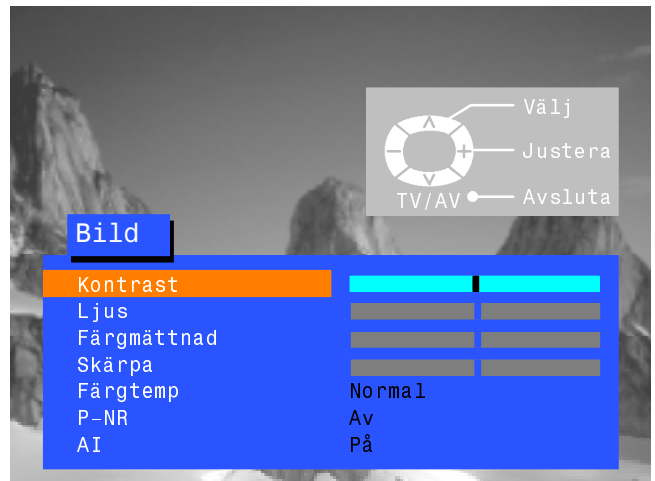 Välj
Justera
TV/AV Avsluta
Bild
Kontrast
Ljus
Färgmättnad
Skärpa
Färgtemp Normal
P-NR Av
AI På